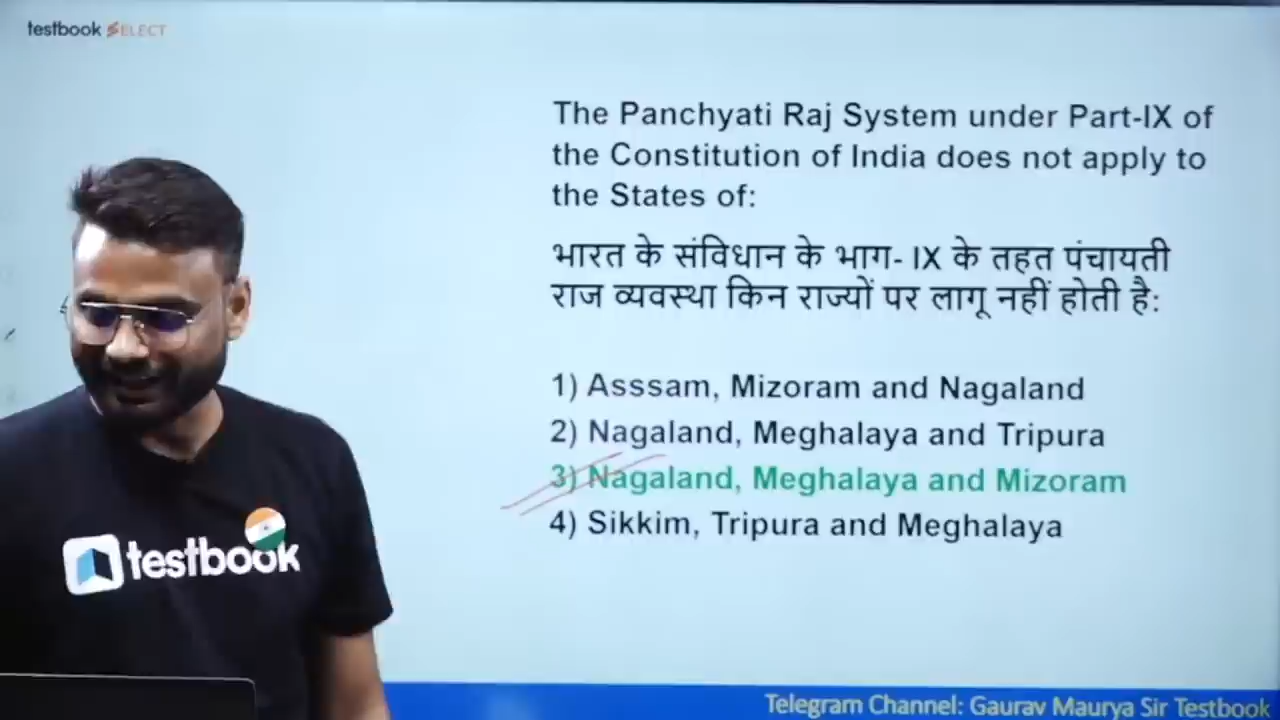 testbook SELECT
The Panchyati Raj System under Part-IX of
the Constitution of India does not apply to
the States of:
भारत के संविधान के भाग- IX के तहत पंचायती
राज व्यवस्था किन राज्यों पर लागू नहीं होती है:
1) Asssam, Mizoram and Nagaland
2) Nagaland, Meghalaya and Tripura
3) Nagaland, Meghalaya and Mizoram
4) Sikkim, Tripura and Meghalaya
testbook
Telegram Channel: Gaurav Maurya Sir Testbook